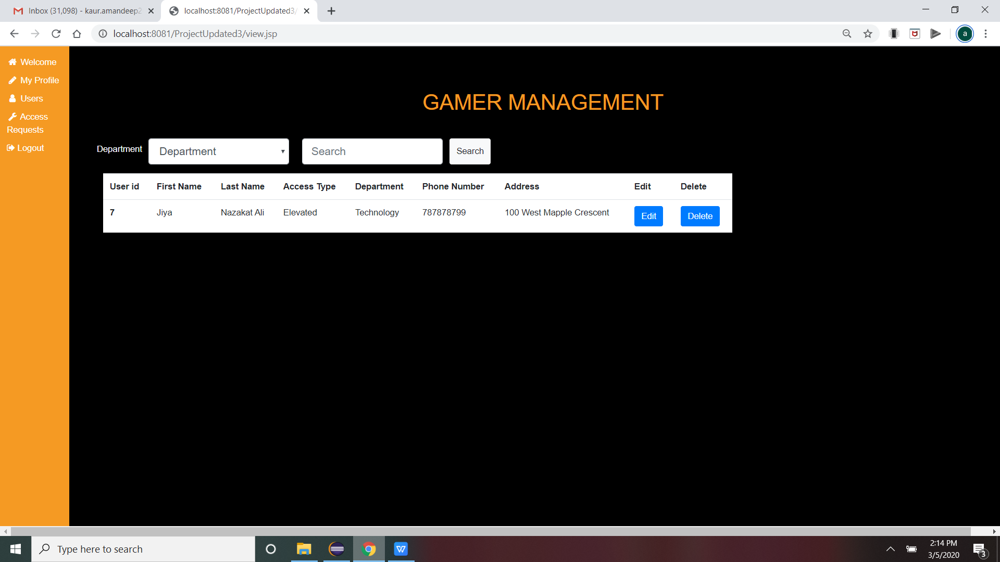 Inbox (31,098) - kaur.amandeep2
localhost:8081/ProjectUpdated3/
localhost:8081/ProjectUpdated3/view.jsp
a
Welcome
My Profile
Users
Access
Requests
Logout
GAMER MANAGEMENT
Department Department Search Search
User id First Name Last Name Access Type Department Phone Number Address Edit Delete
7 Jiya Nazakat Ali Elevated Technology 787878799 100 West Mapple Crescent Edit Delete
Type here to search
W
2:14 PM
3/5/2020
3